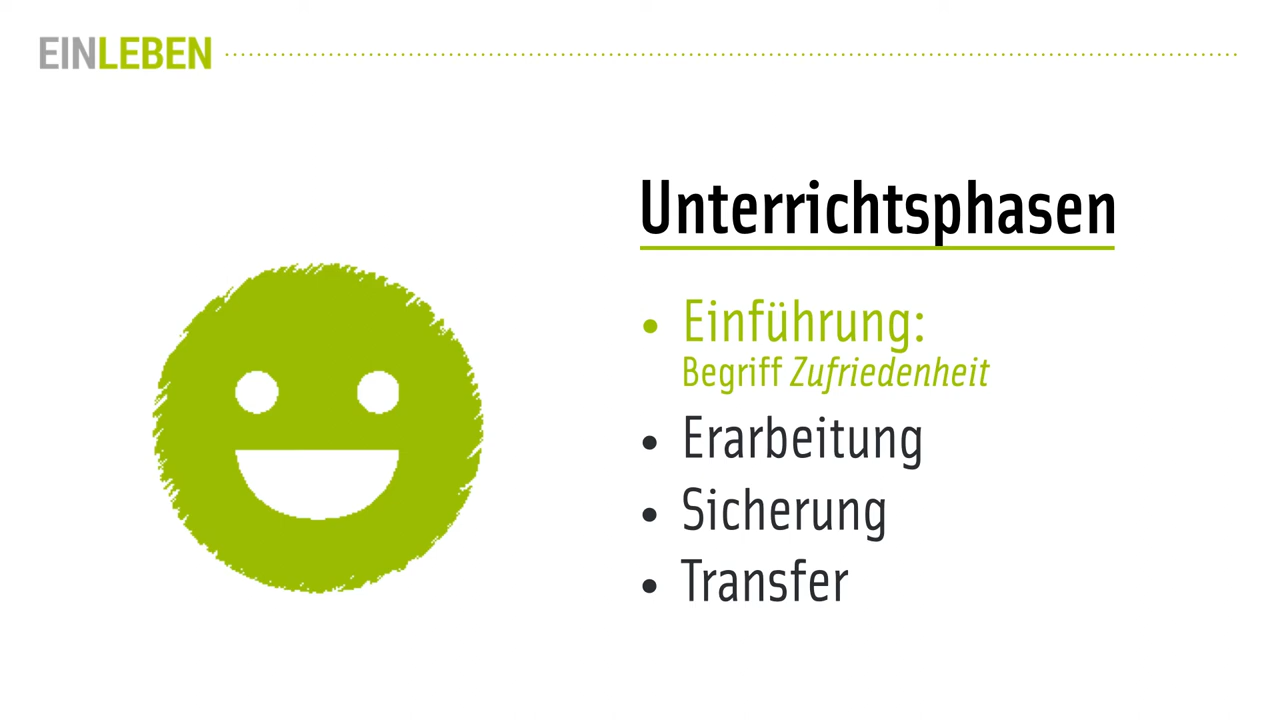 EINLEBEN
Unterrichtsphasen
• Einführung:
Begriff Zufriedenheit
• Erarbeitung
• Sicherung
• Transfer